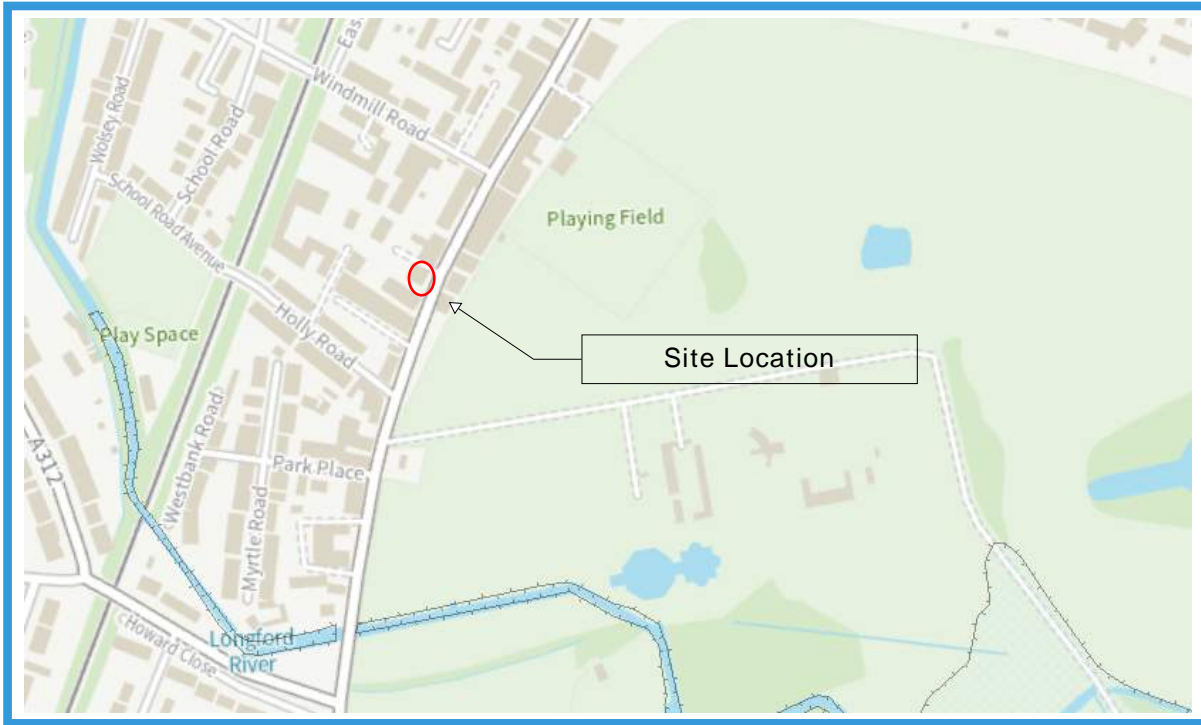 Eas
Windmill Road
Wolsey Road
School Road
School Road Avenue
Playing Field
Holly Road
Play Space
Site Location
A312
Westbank Road
Park Place
Myrtle Road
Howard Close
Longford
River